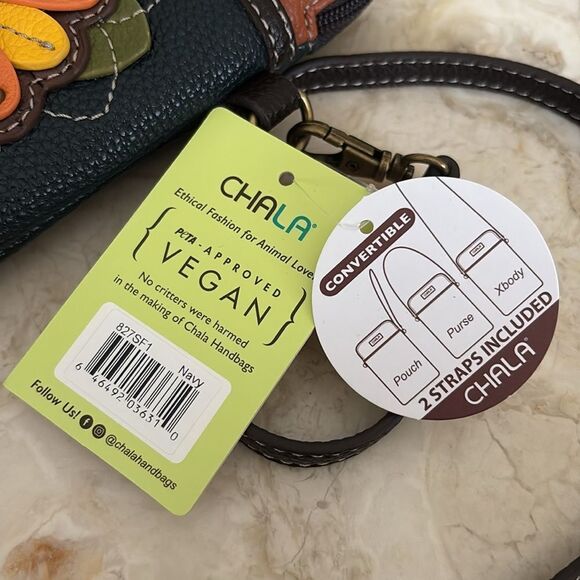 CHALA
Ethical Fashion for Animal Love
PETA - APPROVED
VEGAN
No critters were harmed
in the making of Chala Handbags
827SF1
Navy
6 46492 03631 0
Follow Us!
@chalahandbags
CONVERTIBLE
Pouch
Purse
Xbody
2 STRAPS INCLUDED
CHALA